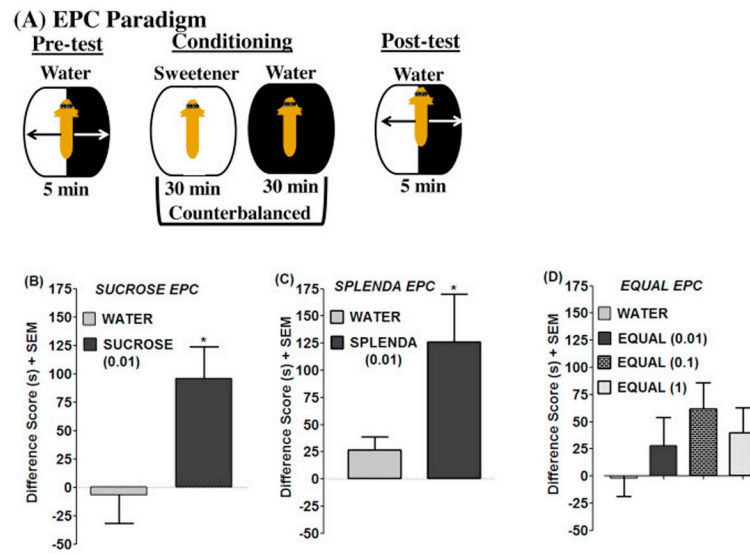 (A) EPC Paradigm
Pre-test Conditioning Post-test
Water Sweetener Water Water
5 min 30 min 30 min 5 min
Counterbalanced
(B) SUCROSE EPC
Difference Score (s) + SEM
175
150
125
100
75
50
25
0
-25
-50
WATER
SUCROSE
(0.01)
*
(C) SPLENDA EPC
Difference Score (s) + SEM
175
150
125
100
75
50
25
0
-25
-50
WATER
SPLENDA
(0.01)
*
(D) EQUAL EPC
Difference Score (s) + SEM
175
150
125
100
75
50
25
0
-25
-50
WATER
EQUAL (0.01)
EQUAL (0.1)
EQUAL (1)